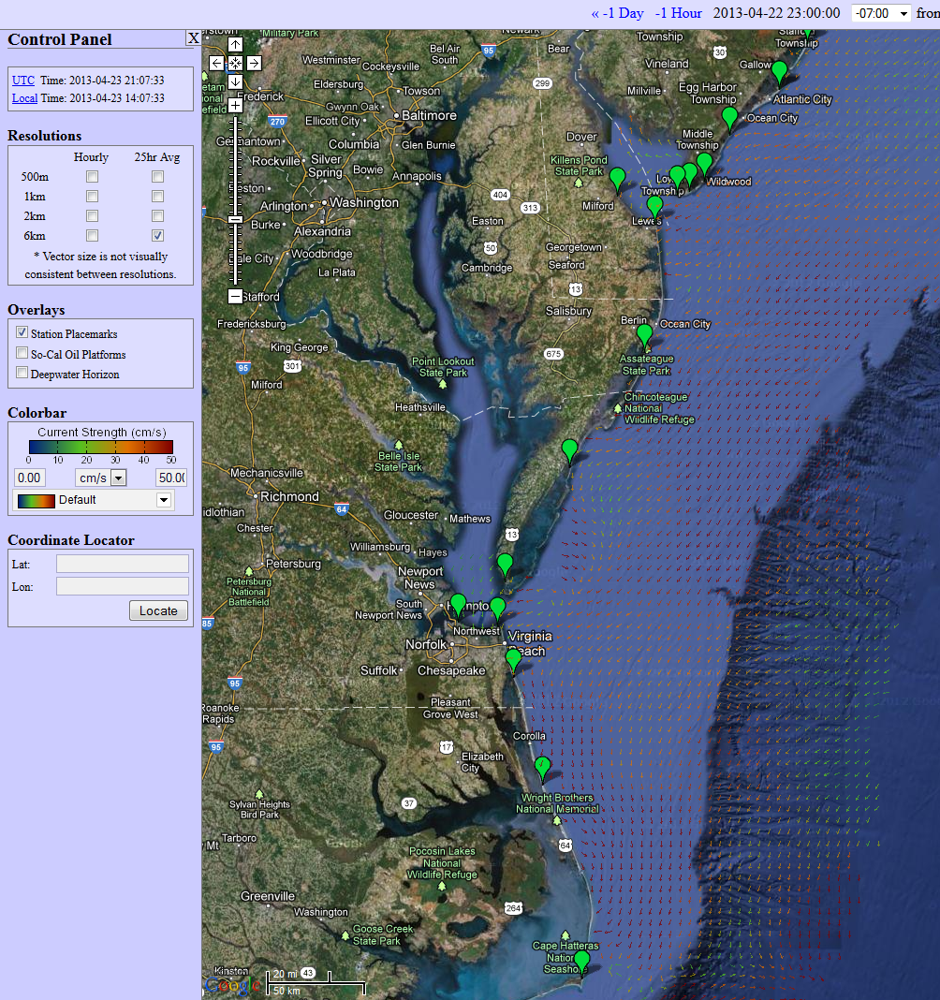 « -1 Day -1 Hour 2013-04-22 23:00:00 -07:00 from
Control Panel X
UTC Time: 2013-04-23 21:07:33
Local Time: 2013-04-23 14:07:33
Resolutions
Hourly 25hr Avg
500m
1km
2km
6km
* Vector size is not visually
consistent between resolutions.
Overlays
Station Placemarks
So-Cal Oil Platforms
Deepwater Horizon
Colorbar
Current Strength (cm/s)
0 10 20 30 40 50
0.00 cm/s 50.0
Default
Coordinate Locator
Lat:
Lon:
Locate
Military Park
Westminster
Cockeysville
Bel Air
South
95
Newark
Bear
Township
30
Township
Vineland
Gallow
Eldersburg
Towson
299
Millville
Egg Harbor
Township
Atlantic City
Frederick
Gwynn Oak
Baltimore
270
Ellicott City
Ocean City
Germantown
Columbia
Glen Burnie
Dover
Middle
Township
Rockville
Silver
Spring
Bowie
Annapolis
Killens Pond
State Park
Township
Wildwood
Arlington
Washington
404
313
Milford
Burke
Alexandria
Easton
Lewes
Woodbridge
50
Georgetown
La Plata
Cambridge
Seaford
Stafford
13
Fredericksburg
Salisbury
Berlin
Ocean City
King George
301
95
675
Assateague
State Park
Milford
Point Lookout
State Park
Heathsville
Chincoteague
National
Wildlife Refuge
Belle Isle
State Park
Mechanicsville
Richmond
64
Gloucester
Mathews
Chester
13
Williamsburg
Hayes
Petersburg
Newport
News
Petersburg
National
Battlefield
South
Newport News
85
Northwest
Norfolk
Virginia
Beach
Suffolk
Chesapeake
95
Roanoke
Rapids
Pleasant
Grove West
95
17
Corolla
Elizabeth
City
Sylvan Heights
Bird Park
37
Wright Brothers
National Memorial
Tarboro
64
Pocosin Lakes
National
Wildlife Refuge
Greenville
Washington
264
Goose Creek
State Park
Cape Hatteras
National
Seashore
Kinston
20 mi
43
50 km
Google